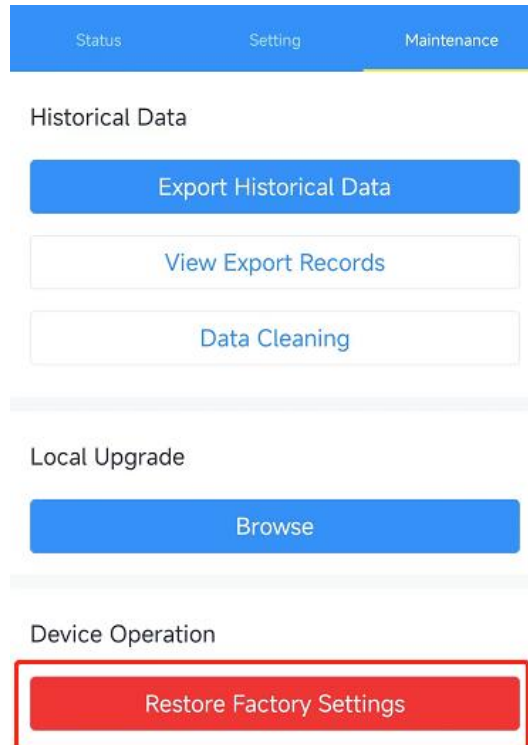 Status Setting Maintenance
Historical Data
Export Historical Data
View Export Records
Data Cleaning
Local Upgrade
Browse
Device Operation
Restore Factory Settings